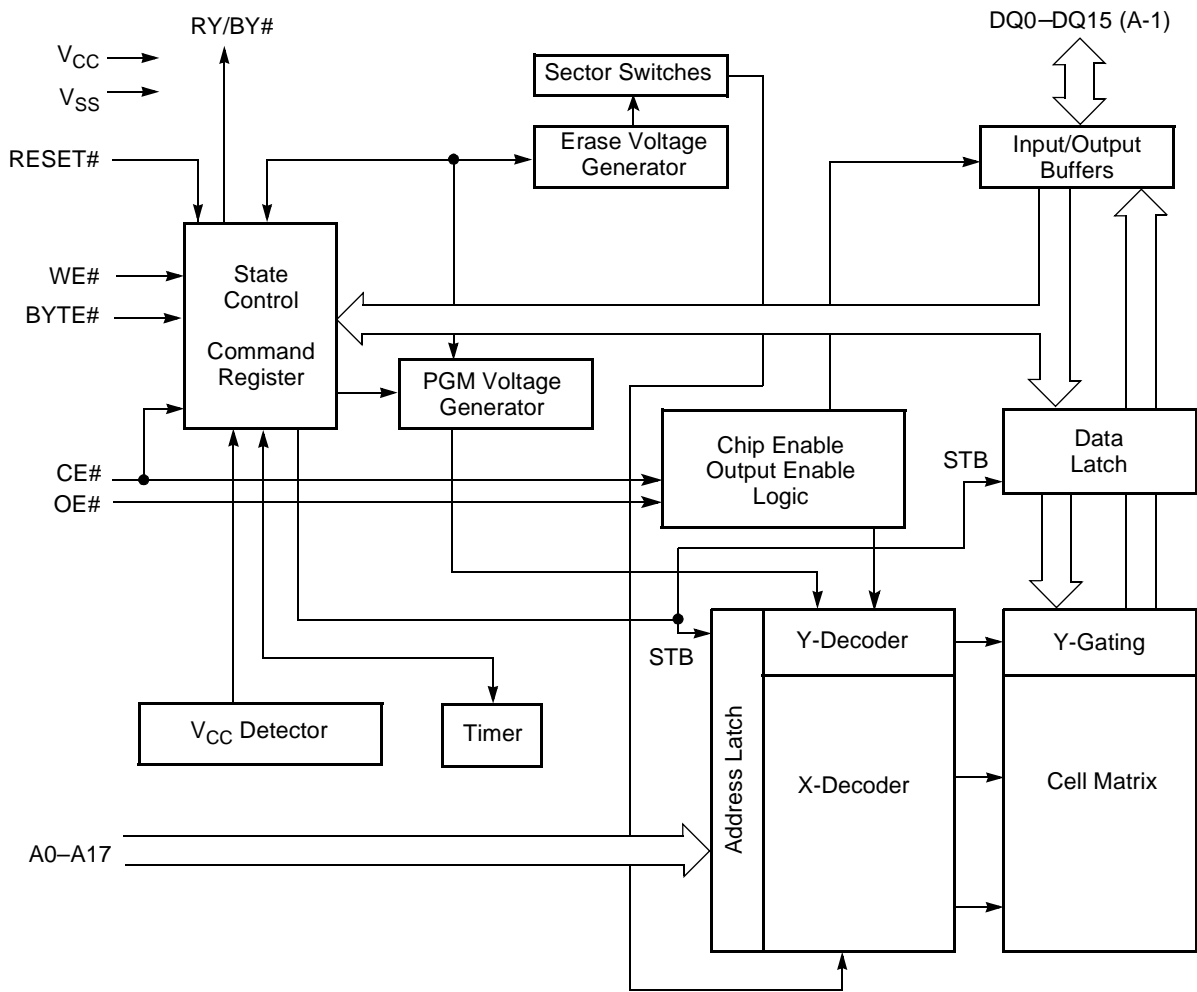 RY/BY#
DQ0–DQ15 (A-1)
VCC
VSS
Sector Switches
RESET#
Erase Voltage
Generator
Input/Output
Buffers
WE#
BYTE#
State
Control
Command
Register
PGM Voltage
Generator
CE#
OE#
Chip Enable
Output Enable
Logic
STB
Data
Latch
STB
Y-Decoder
Y-Gating
VCC Detector
Timer
Address Latch
X-Decoder
Cell Matrix
A0–A17